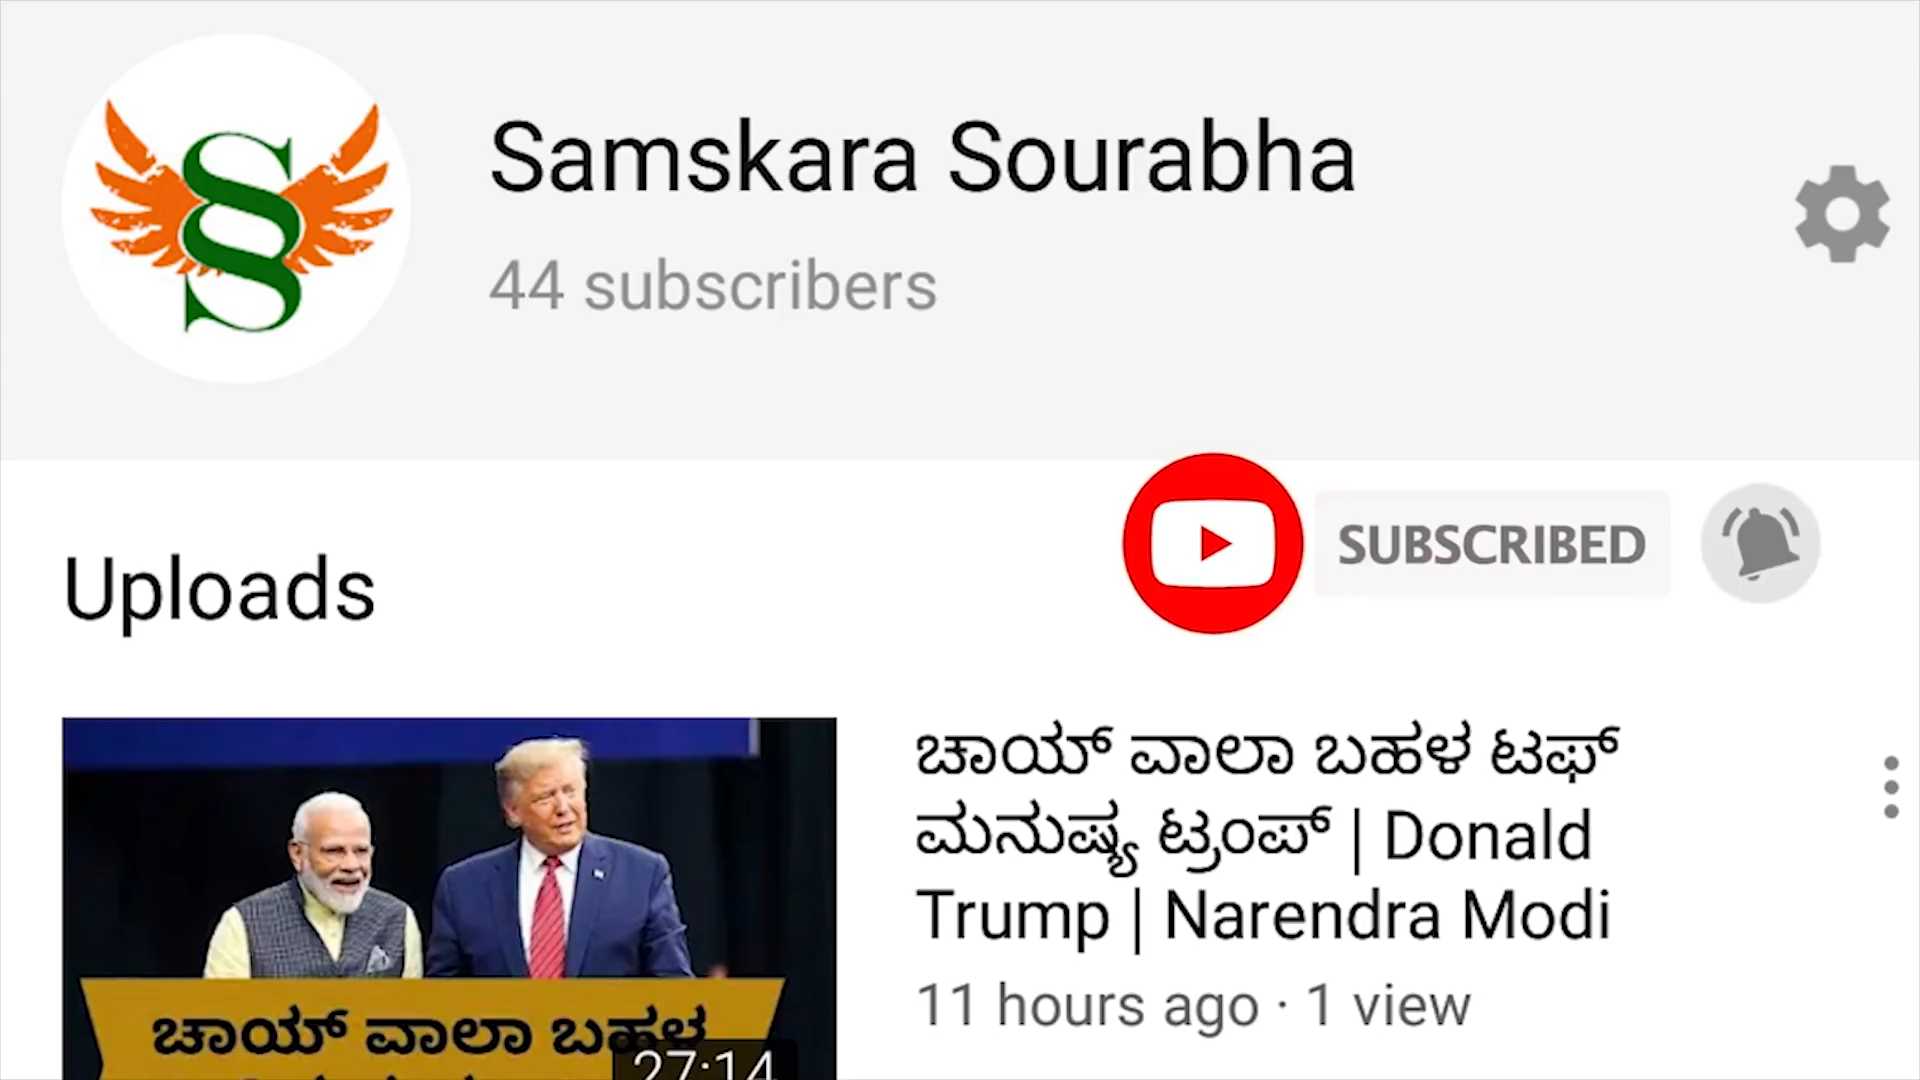 Samskara Sourabha
44 subscribers
SUBSCRIBED
Uploads
ಚಾಯ್ ವಾಲಾ ಬಹಳ ಟಫ್
ಮನುಷ್ಯ ಟ್ರಂಪ್ | Donald
Trump | Narendra Modi
11 hours ago · 1 view
ಚಾಯ್ ವಾಲಾ ಬಹಳ
27:14